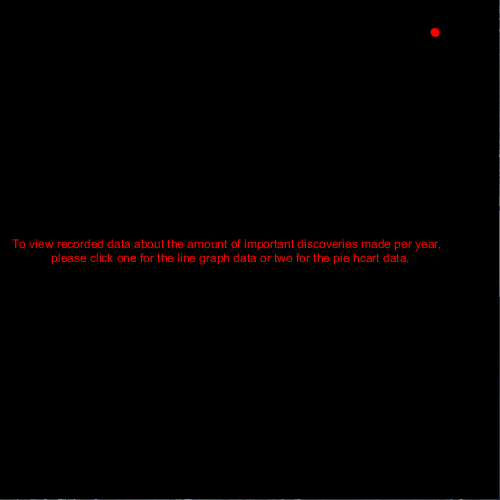 To view recorded data about the amount of important discoveries made per year,
please click one for the line graph data or two for the pie hcart data.